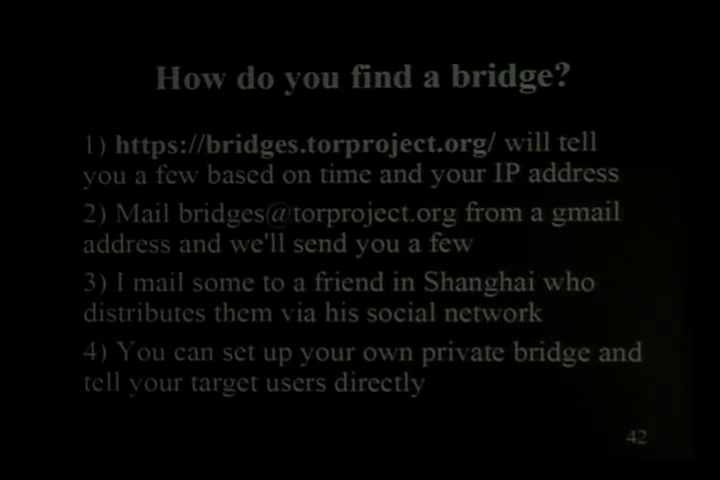 How do you find a bridge?
1) https://bridges.torproject.org/ will tell
you a few based on time and your IP address
2) Mail bridges@torproject.org from a gmail
address and we'll send you a few
3) I mail some to a friend in Shanghai who
distributes them via his social network
4) You can set up your own private bridge and
tell your target users directly
42